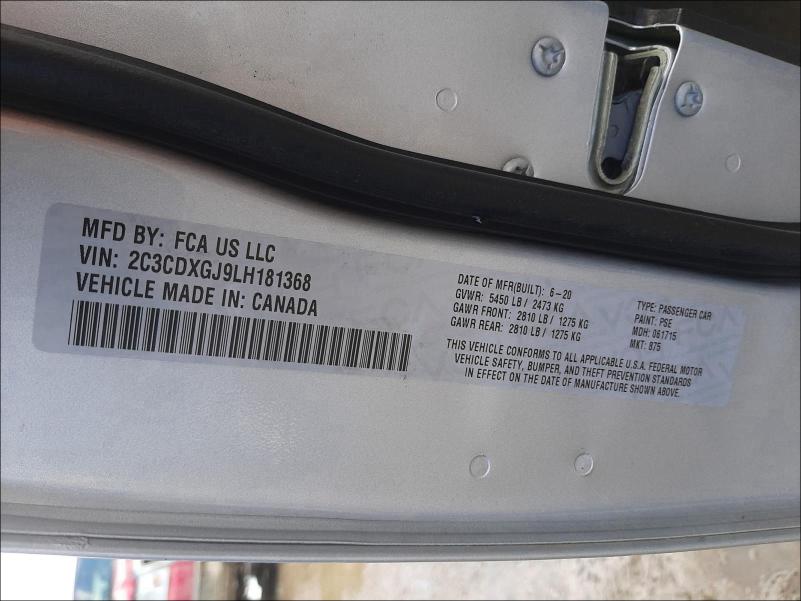 MFD BY: FCA US LLC
VIN: 2C3CDXGJ9LH181368
VEHICLE MADE IN: CANADA
DATE OF MFR(BUILT): 6-20
GVWR: 5450 LB / 2473 KG
GAWR FRONT: 2810 LB / 1275 KG
GAWR REAR: 2810 LB / 1275 KG
TYPE: PASSENGER CAR
PAINT: PSE
MDH: 061715
MKT: 875
THIS VEHICLE CONFORMS TO ALL APPLICABLE U.S.A. FEDERAL MOTOR
VEHICLE SAFETY, BUMPER, AND THEFT PREVENTION STANDARDS
IN EFFECT ON THE DATE OF MANUFACTURE SHOWN ABOVE.